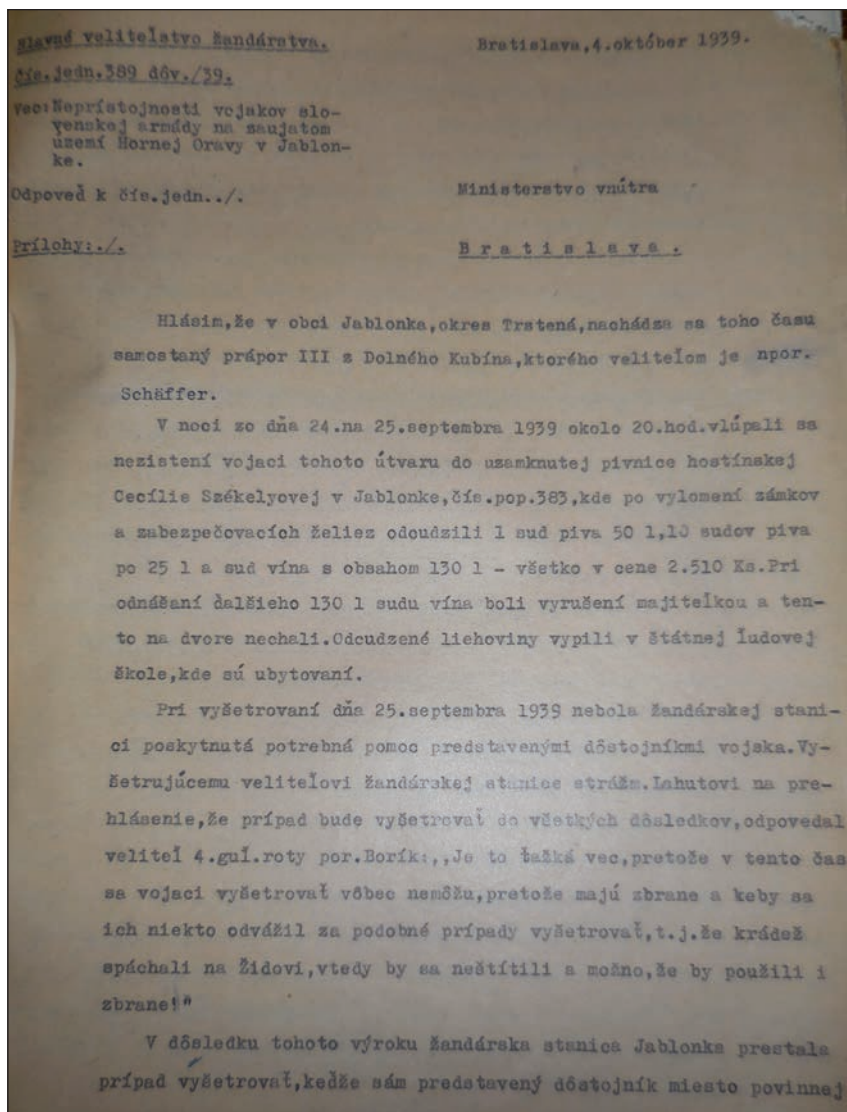 Hlavné veliteľstvo žandárstva.
Bratislava,4.október 1939.
Čís.jedn.389 dôv./39.
Vec:Neprístojnosti vojakov slo-
venskej armády na zaujatom
území Hornej Oravy v Jablon-
ke.
Odpoveď k čís.jedn../.
Ministerstvo vnútra
Prílohy:./.
B r a t i s l a v a .
Hlásim,že v obci Jablonka,okres Trstená,nachádza sa toho času
samostaný prápor III z Dolného Kubína,ktorého veliteľom je npor.
Schäffer.
V noci zo dňa 24.na 25.septembra 1939 okolo 20.hod.vlúpali sa
nezistení vojaci tohoto útvaru do uzamknutej pivnice hostínskej
Cecílie Székelyovej v Jablonke,čís.pop.383,kde po vylomení zámkov
a zabezpečovacích želiez odcudzili 1 sud piva 50 l,10 sudov piva
po 25 l a sud vína s obsahom 130 l - všetko v cene 2.510 Ks.Pri
odnášaní ďalšieho 130 l sudu vína boli vyrušení majiteľkou a ten-
to na dvore nechali.Odcudzené liehoviny vypili v štátnej ľudovej
škole,kde sú ubytovaní.
Pri vyšetrovaní dňa 25.septembra 1939 nebola žandárskej stani-
ci poskytnutá potrebná pomoc predstavenými dôstojníkmi vojska.Vy-
šetrujúcemu veliteľovi žandárskej stanice strážm.Lahutovi na pre-
hlásenie,že prípad bude vyšetrovať do všetkých dôsledkov,odpovedal
veliteľ 4.guľ.roty por.Borík:,,Je to ťažká vec,pretože v tento čas
sa vojaci vyšetrovať vôbec nemôžu,pretože majú zbrane a keby sa
ich niekto odvážil za podobné prípady vyšetrovať,t.j.že krádež
spáchali na Židovi,vtedy by sa neštítili a možno,že by použili i
zbrane!"
V dôsledku tohoto výroku žandárska stanica Jablonka prestala
prípad vyšetrovať,keďže sám predstavený dôstojník miesto povinnej